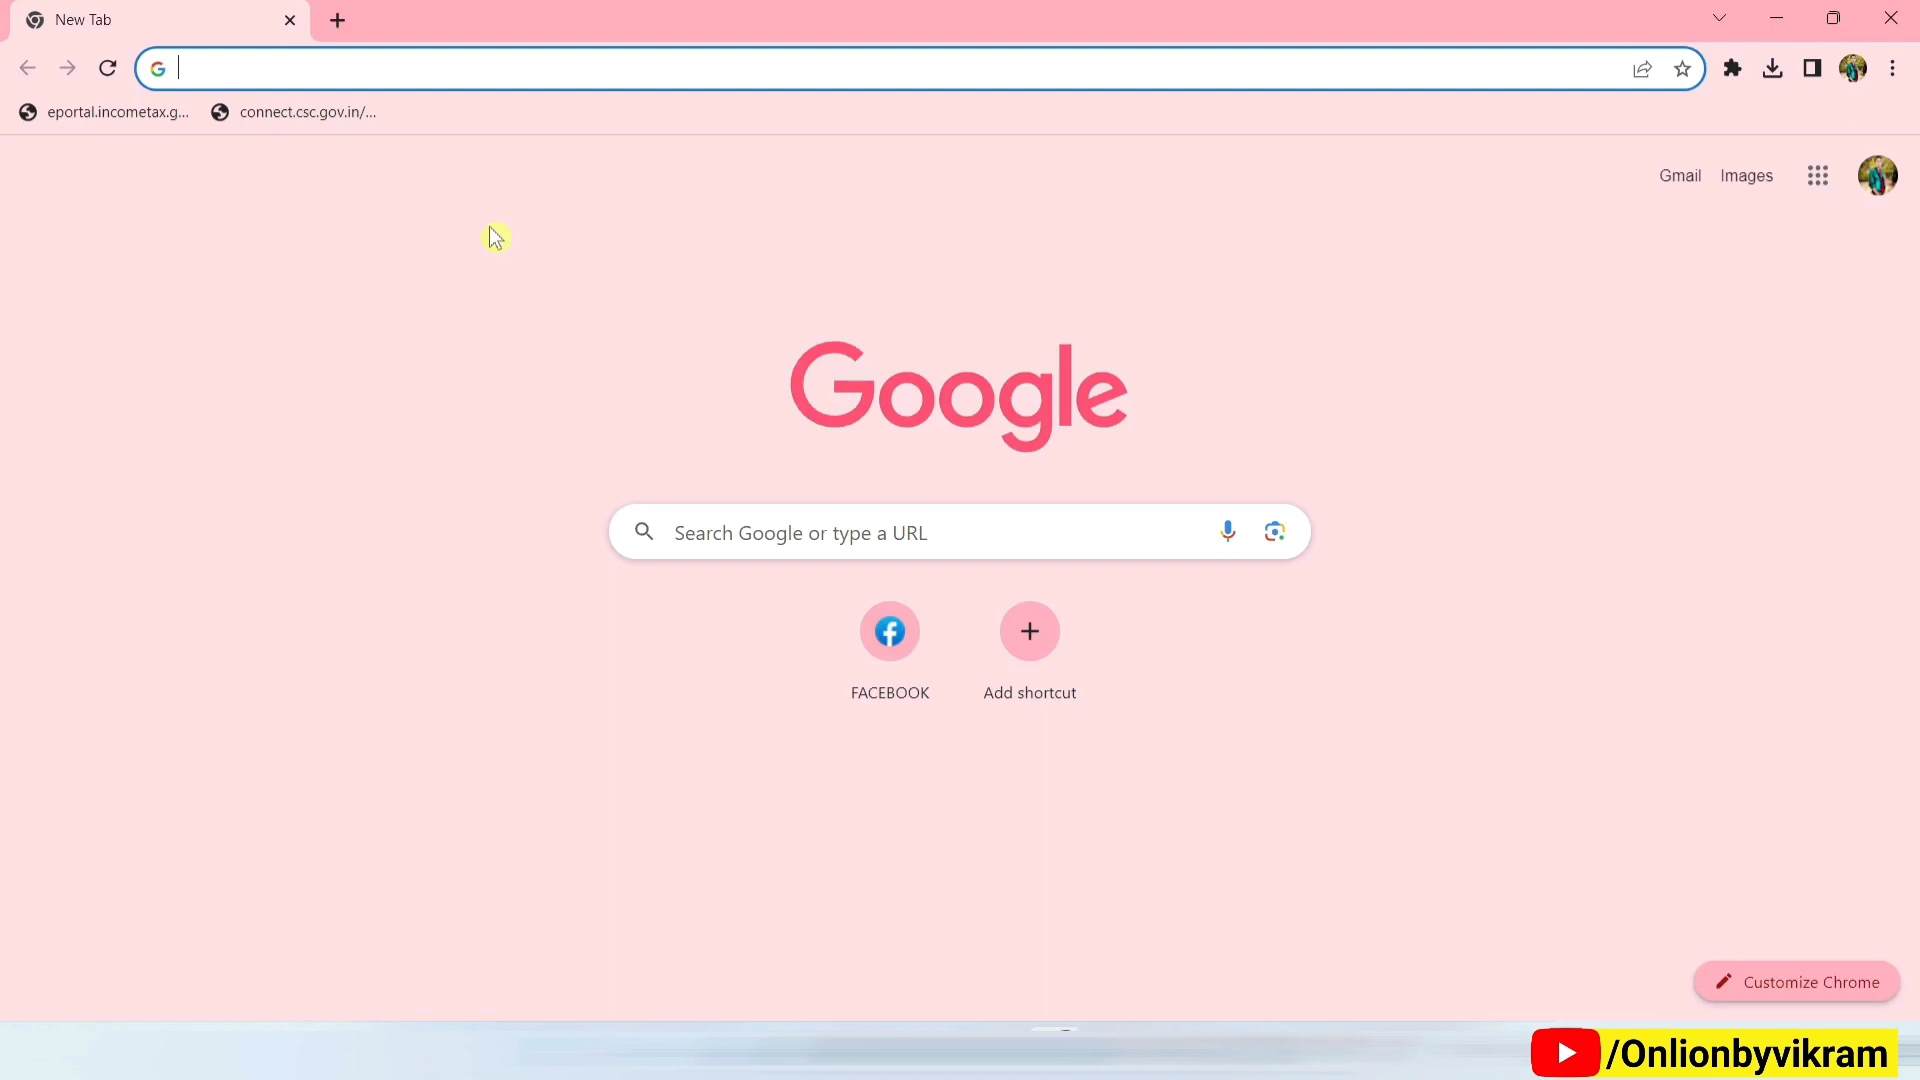 New Tab
eportal.incometax.g...
connect.csc.gov.in/...
Gmail
Images
Google
Search Google or type a URL
FACEBOOK
Add shortcut
Customize Chrome
/Onlionbyvikram